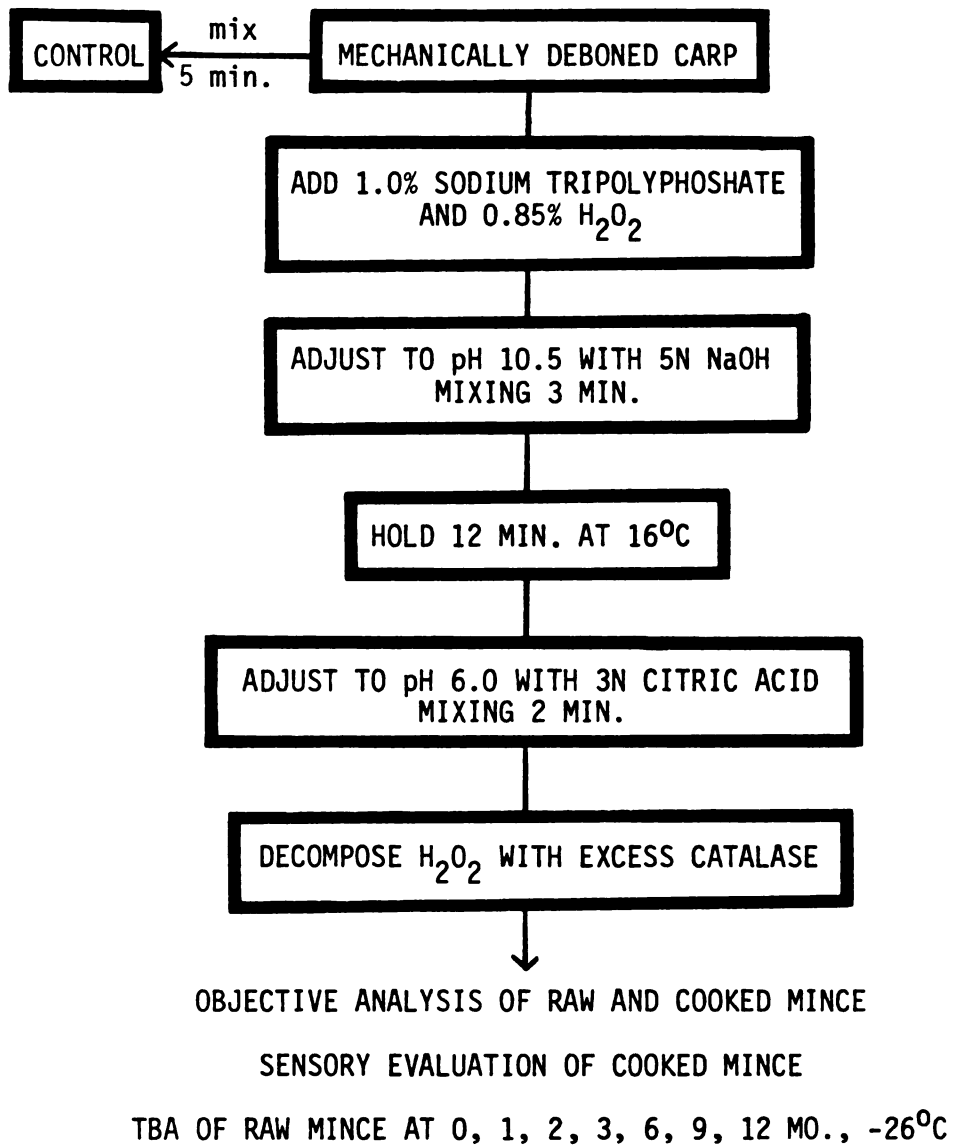 CONTROL
mix
5 min.
MECHANICALLY DEBONED CARP
ADD 1.0% SODIUM TRIPOLYPHOSHATE
AND 0.85% H₂O₂
ADJUST TO pH 10.5 WITH 5N NaOH
MIXING 3 MIN.
HOLD 12 MIN. AT 16°C
ADJUST TO pH 6.0 WITH 3N CITRIC ACID
MIXING 2 MIN.
DECOMPOSE H₂O₂ WITH EXCESS CATALASE
OBJECTIVE ANALYSIS OF RAW AND COOKED MINCE
SENSORY EVALUATION OF COOKED MINCE
TBA OF RAW MINCE AT 0, 1, 2, 3, 6, 9, 12 MO., -26°C